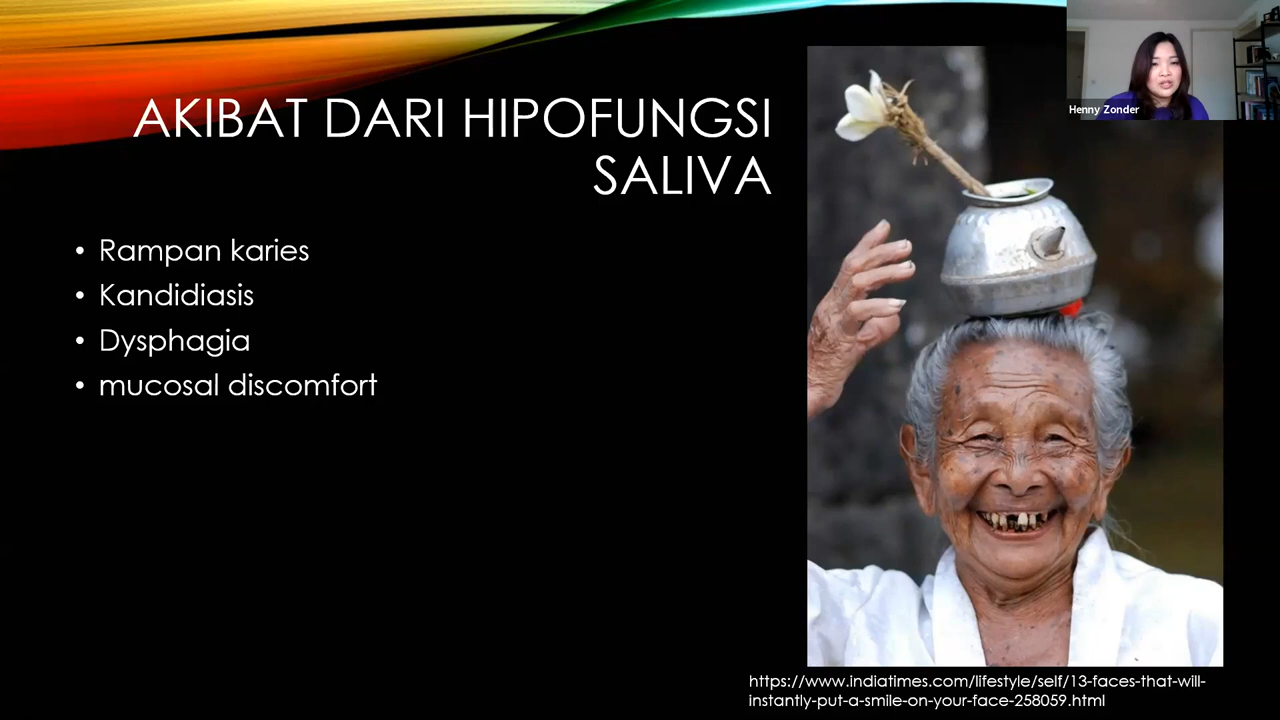 AKIBAT DARI HIPOFUNGSI
SALIVA
• Rampan karies
• Kandidiasis
• Dysphagia
• mucosal discomfort
Henny Zonder
https://www.indiatimes.com/lifestyle/self/13-faces-that-will-
instantly-put-a-smile-on-your-face-258059.html